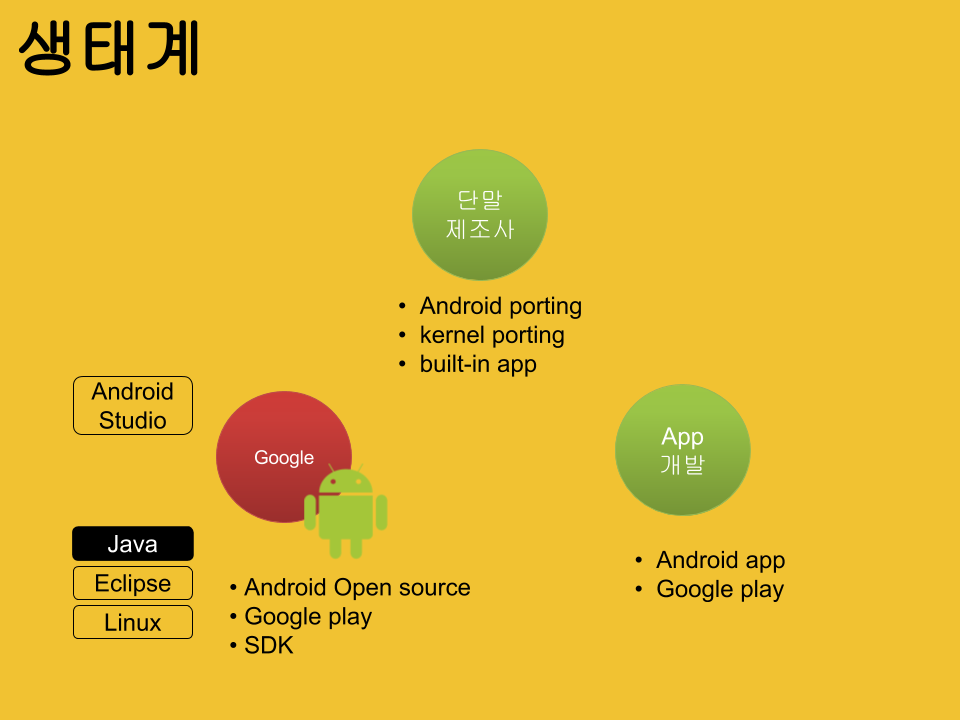 생태계
단말
제조사
• Android porting
• kernel porting
• built-in app
Android
Studio
Google
App
개발
Java
Eclipse
Linux
• Android Open source
• Google play
• SDK
• Android app
• Google play